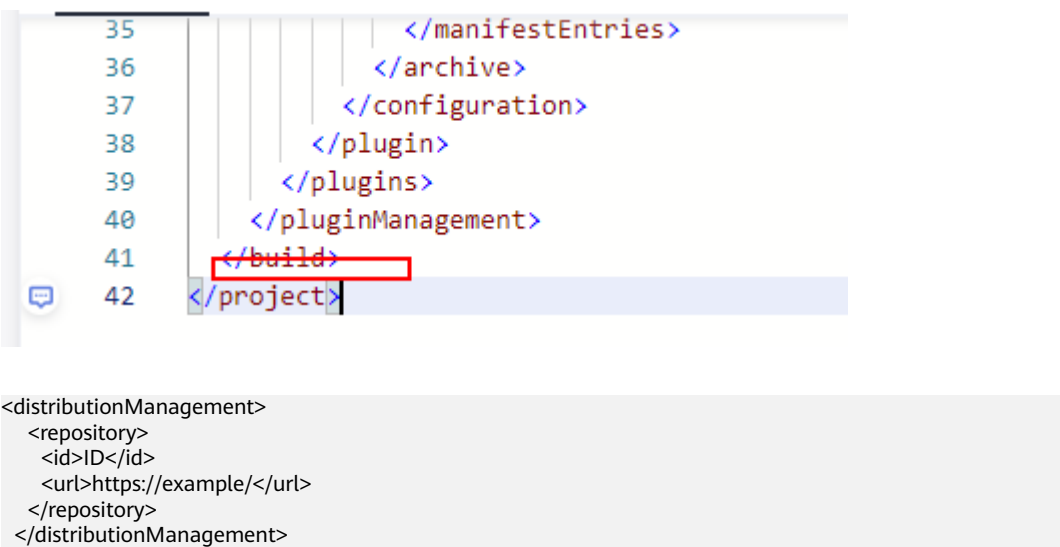 35 </manifestEntries>
36 </archive>
37 </configuration>
38 </plugin>
39 </plugins>
40 </pluginManagement>
41 </build>
42 </project>
<distributionManagement>
<repository>
<id>ID</id>
<url>https://example/</url>
</repository>
</distributionManagement>